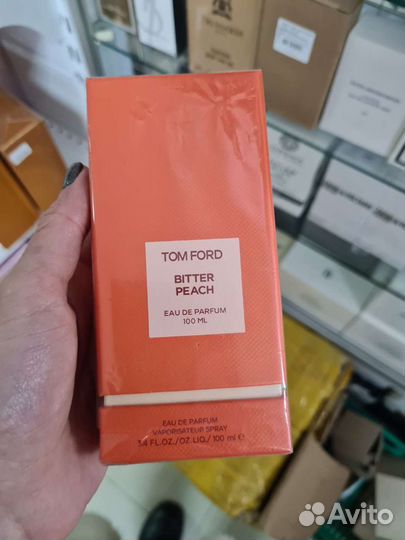 TOM FORD
BITTER
PEACH
EAU DE PARFUM
100 ML
EAU DE PARFUM
VAPORISATEUR SPRAY
3.4 FL.OZ./OZ.LIQ./100 ml e
Avito